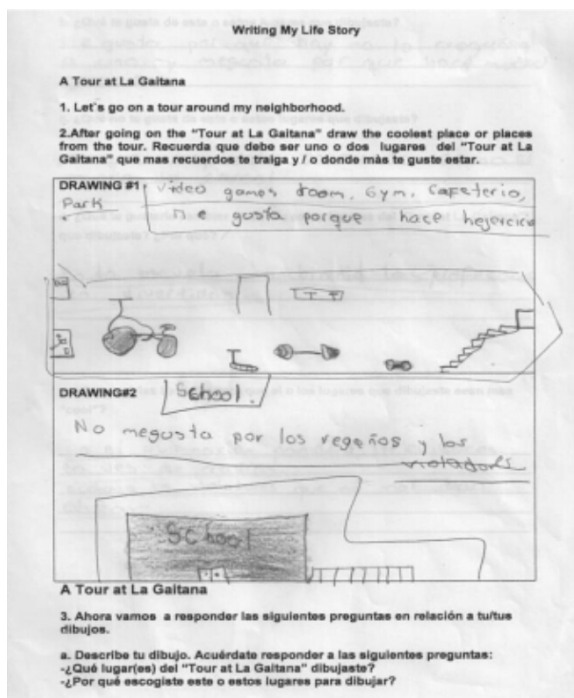 Writing My Life Story
A Tour at La Gaitana
1. Let's go on a tour around my neighborhood.
2.After going on the "Tour at La Gaitana" draw the coolest place or places
from the tour. Recuerda que debe ser uno o dos lugares del "Tour at La
Gaitana" que mas recuerdos te traiga y / o donde màs te guste estar.
DRAWING #1
Park
video games room, Gym, Cafeterio,
me gusta porque hace hejercicio
DRAWING#2
School
No megusta por los regaños y los
violadores
School
A Tour at La Gaitana
3. Ahora vamos a responder las siguientes preguntas en relación a tu/tus
dibujos.
a. Describe tu dibujo. Acuérdate responder a las siguientes preguntas:
-¿Qué lugar(es) del "Tour at La Gaitana" dibujaste?
-¿Por qué escogiste este o estos lugares para dibujar?